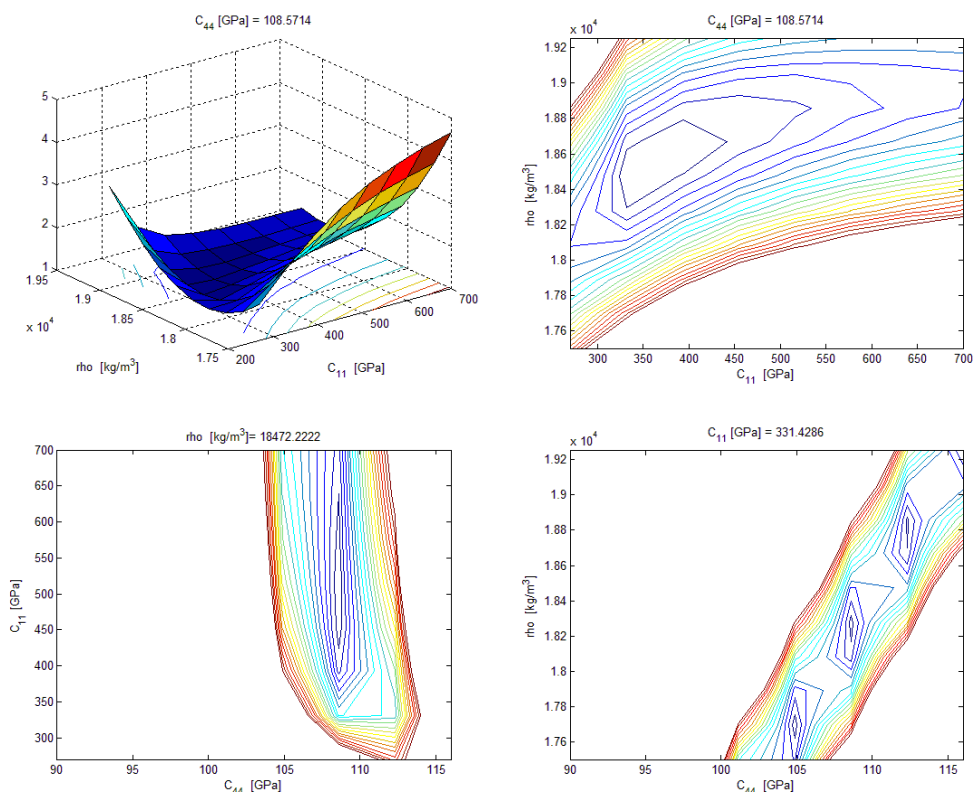 C44 [GPa] = 108.5714
5
4
3
2
1
1.95
1.9
1.85
1.8
1.75
x 10^4
rho [kg/m^3]
200
300
400
500
600
700
C11 [GPa]
C44 [GPa] = 108.5714
x 10^4
1.92
1.9
1.88
1.86
1.84
1.82
1.8
1.78
1.76
rho [kg/m^3]
300 350 400 450 500 550 600 650 700
C11 [GPa]
rho [kg/m^3]= 18472.2222
700
650
600
550
500
450
400
350
300
C11 [GPa]
90 95 100 105 110 115
C44 [GPa]
C11 [GPa] = 331.4286
x 10^4
1.92
1.9
1.88
1.86
1.84
1.82
1.8
1.78
1.76
rho [kg/m^3]
90 95 100 105 110 115
C44 [GPa]